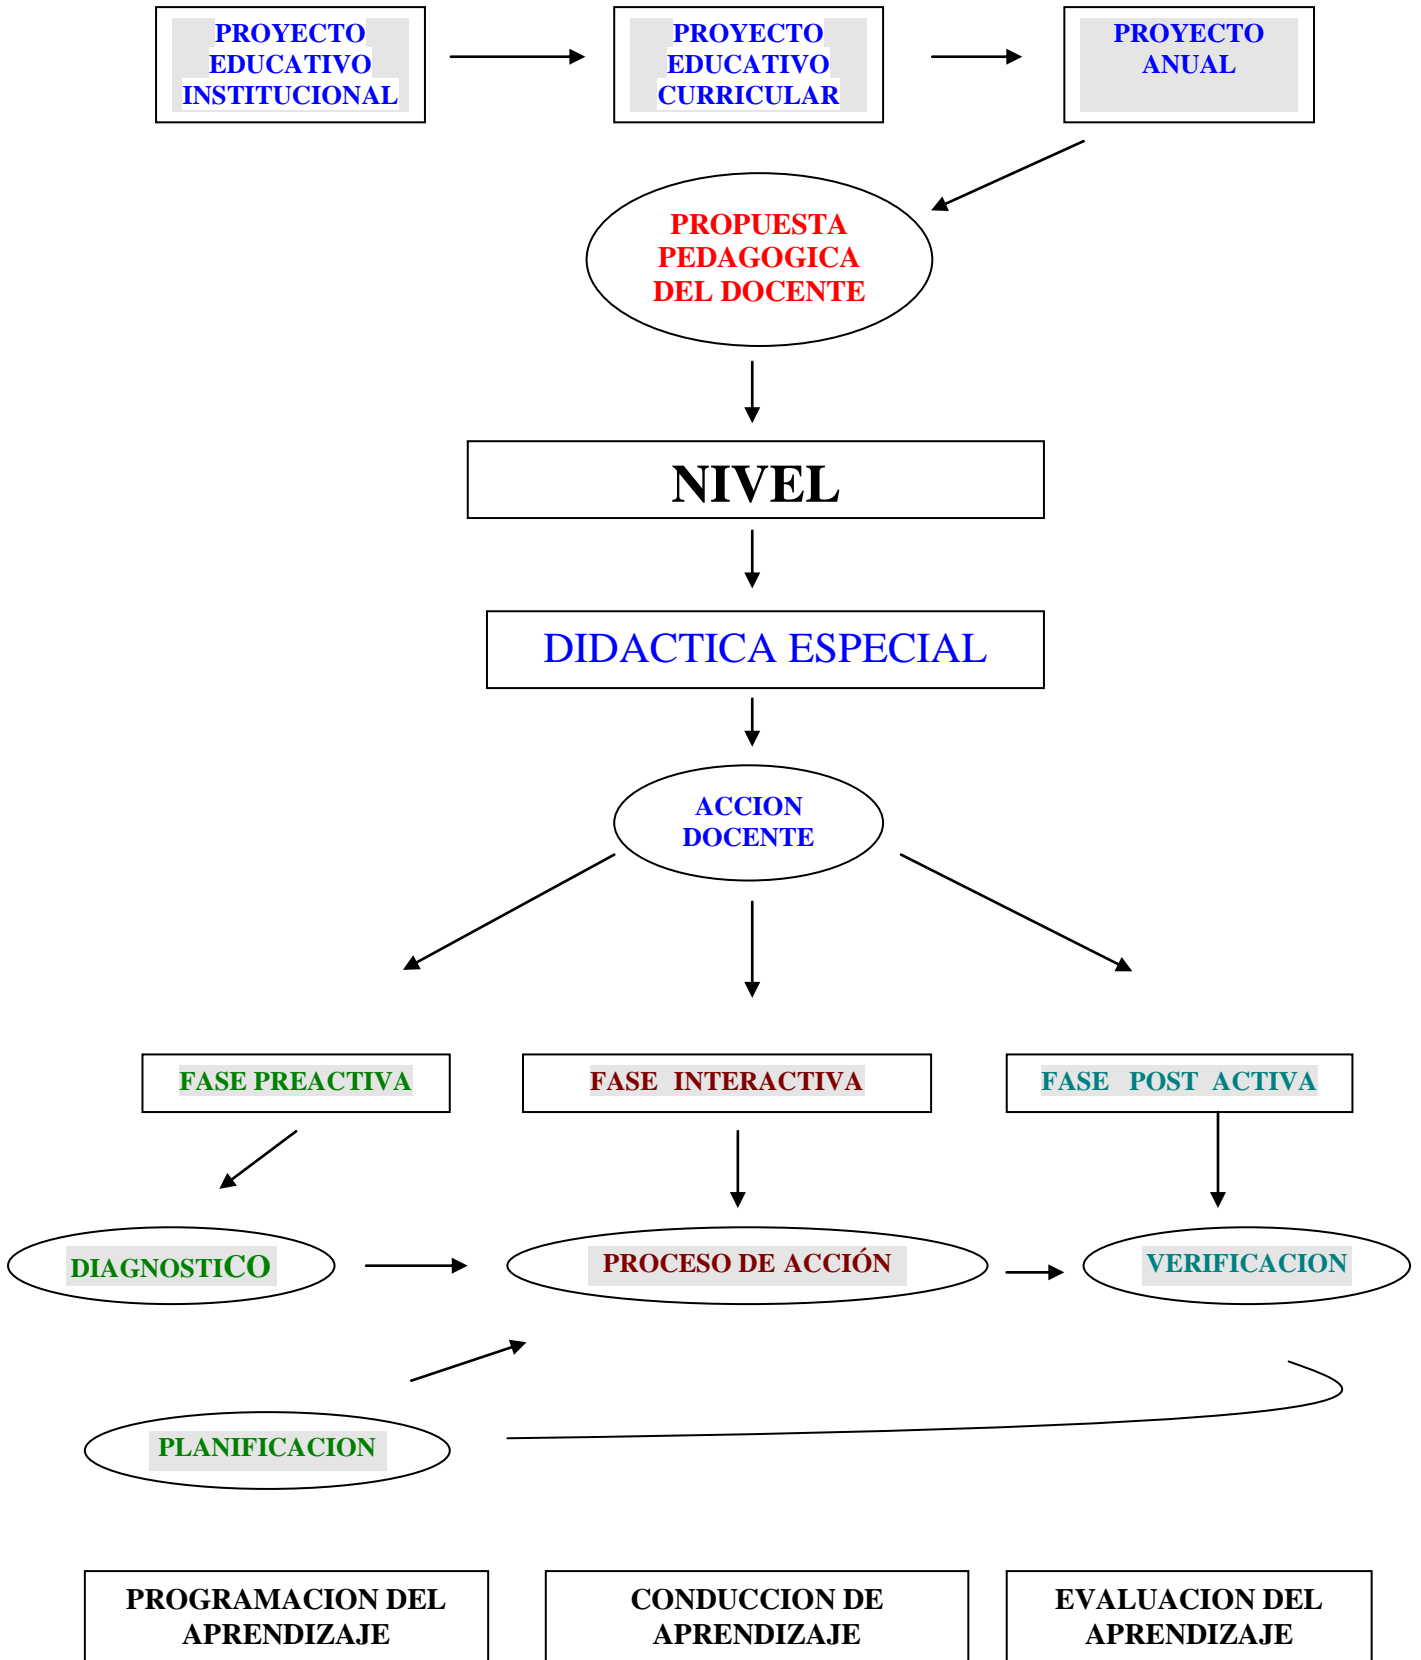 PROYECTO
EDUCATIVO
INSTITUCIONAL
PROYECTO
EDUCATIVO
CURRICULAR
PROYECTO
ANUAL
PROPUESTA
PEDAGOGICA
DEL DOCENTE
NIVEL
DIDACTICA ESPECIAL
ACCION
DOCENTE
FASE PREACTIVA
FASE INTERACTIVA
FASE POST ACTIVA
DIAGNOSTICO
PROCESO DE ACCIÓN
VERIFICACION
PLANIFICACION
PROGRAMACION DEL
APRENDIZAJE
CONDUCCION DE
APRENDIZAJE
EVALUACION DEL
APRENDIZAJE